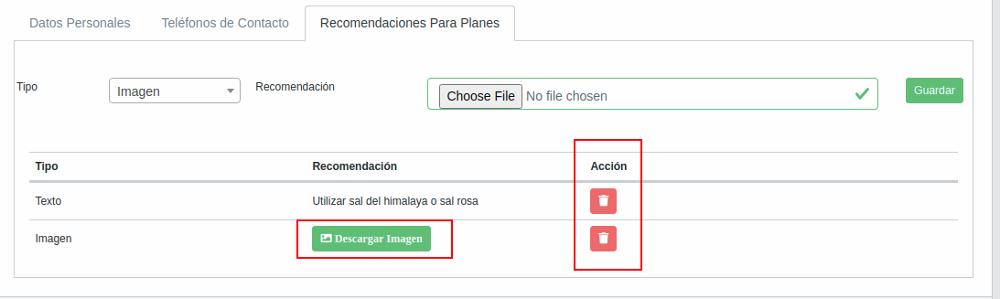 Datos Personales Teléfonos de Contacto Recomendaciones Para Planes
Tipo Imagen Recomendación Choose File No file chosen Guardar
Tipo Recomendación Acción
Texto Utilizar sal del himalaya o sal rosa
Imagen Descargar Imagen